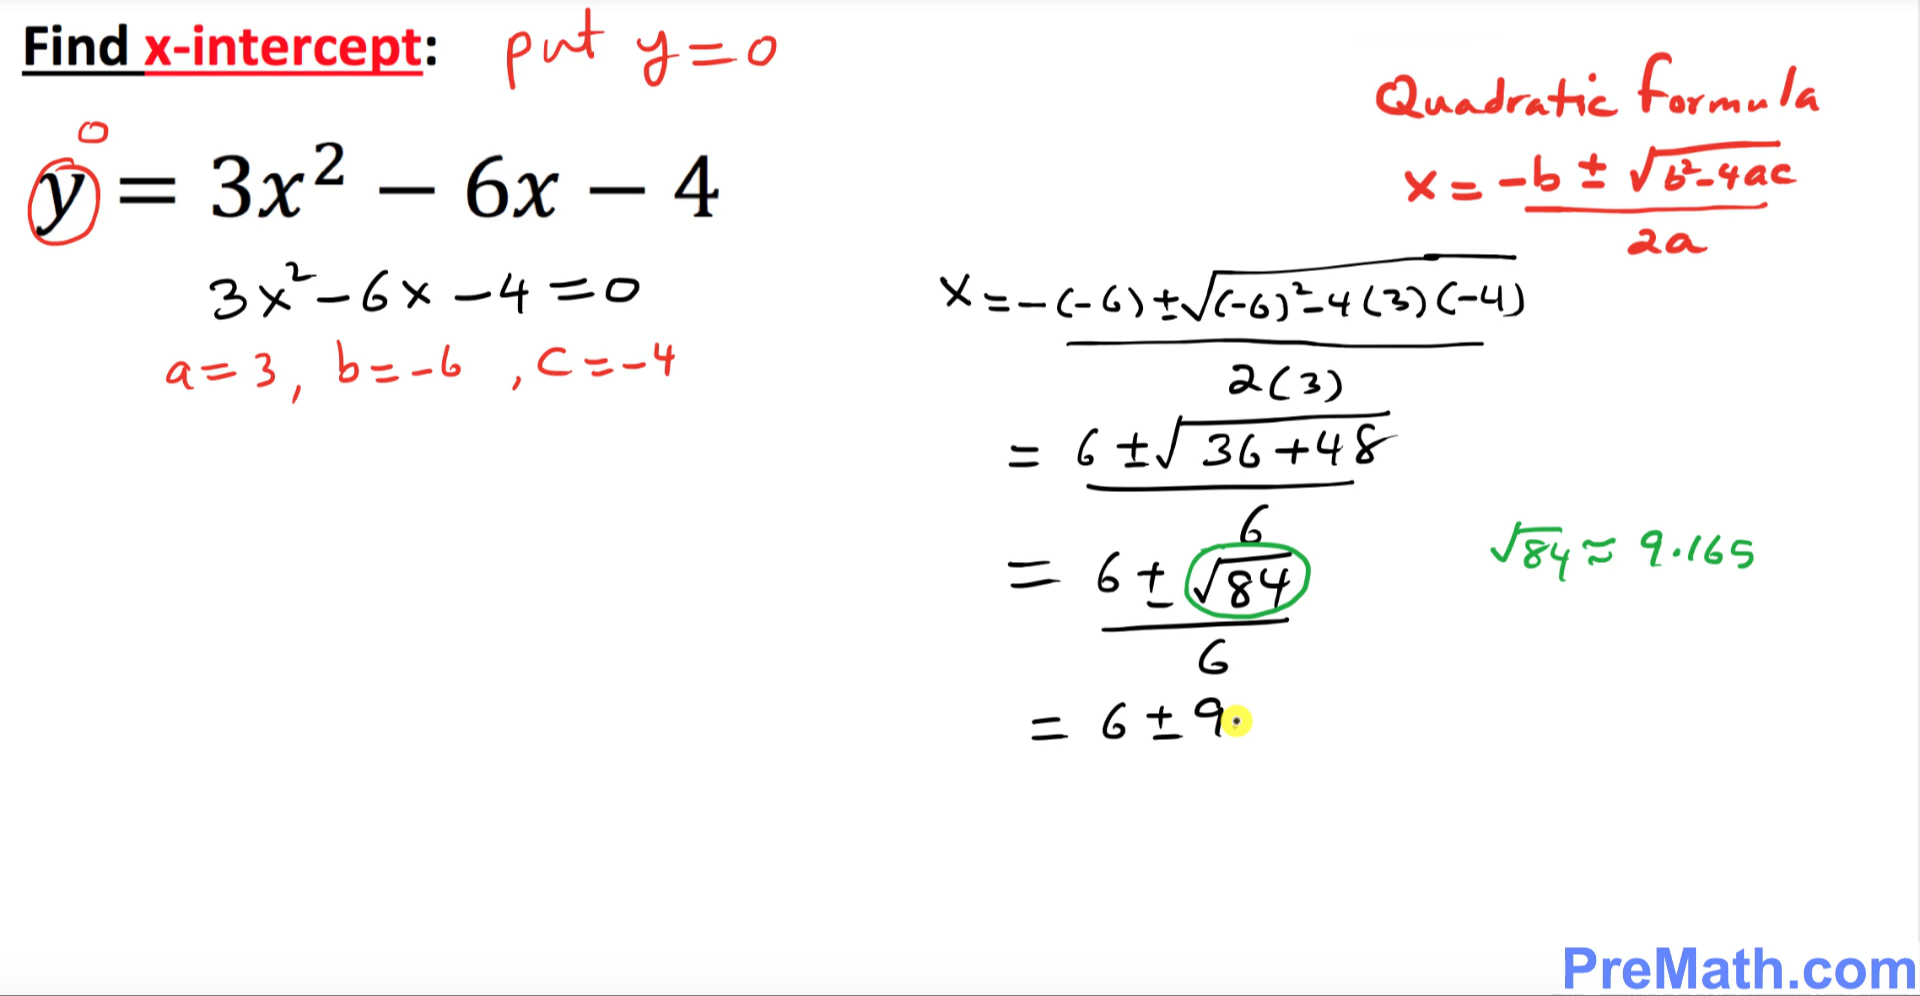 Find x-intercept: put y=0
0
y = 3x² − 6x − 4
3x²−6x−4=0
a=3, b=−6, c=−4
Quadratic Formula
x = −b ± √b²−4ac
2a
x = −(−6) ± √(−6)²−4(3)(−4)
2(3)
= 6 ± √36+48
6
= 6 ± √84
6
√84 ≈ 9.165
= 6 ± 9.
PreMath.com